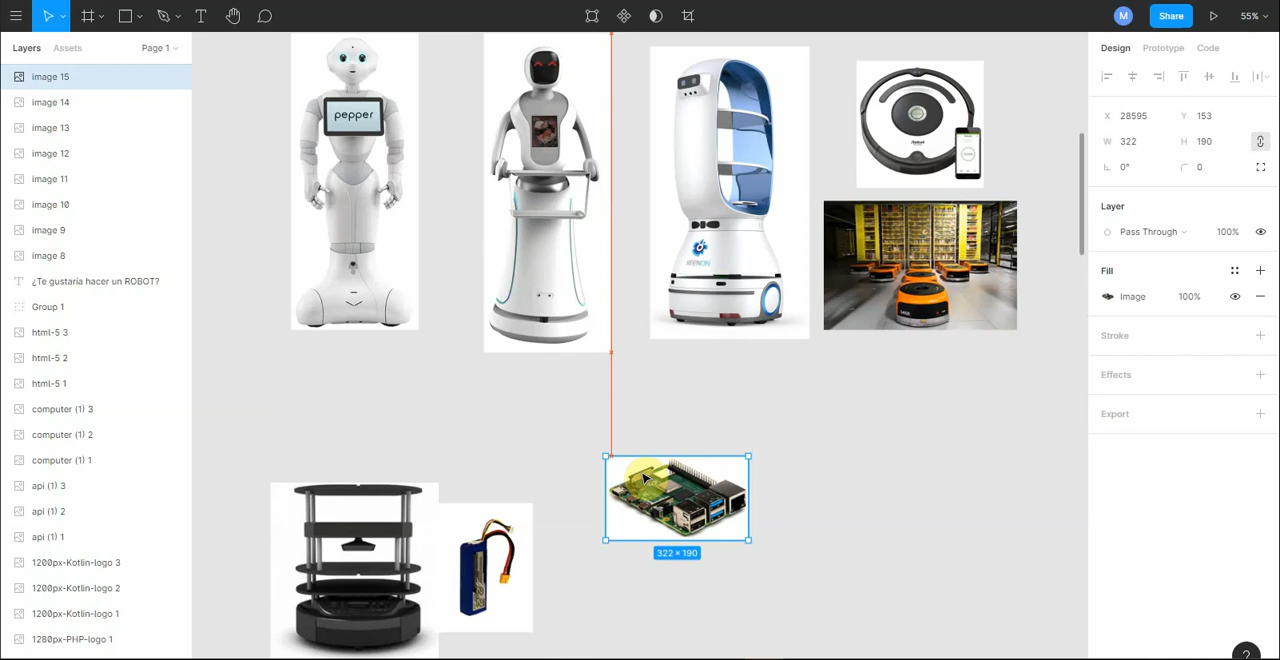 M
Share
55%
Layers
Assets
Page 1
image 15
image 14
image 13
image 12
image 11
image 10
image 9
image 8
¿Te gustaría hacer un ROBOT?
Group 1
html-5 3
html-5 2
html-5 1
computer (1) 3
computer (1) 2
computer (1) 1
api (1) 3
api (1) 2
api (1) 1
1200px-Kotlin-logo 3
1200px-Kotlin-logo 2
1200px-Kotlin-logo 1
1280px-PHP-logo 1
pepper
322 × 190
Design
Prototype
Code
X 28595
Y 153
W 322
H 190
0°
0
Layer
Pass Through
100%
Fill
Image
100%
Stroke
Effects
Export
?